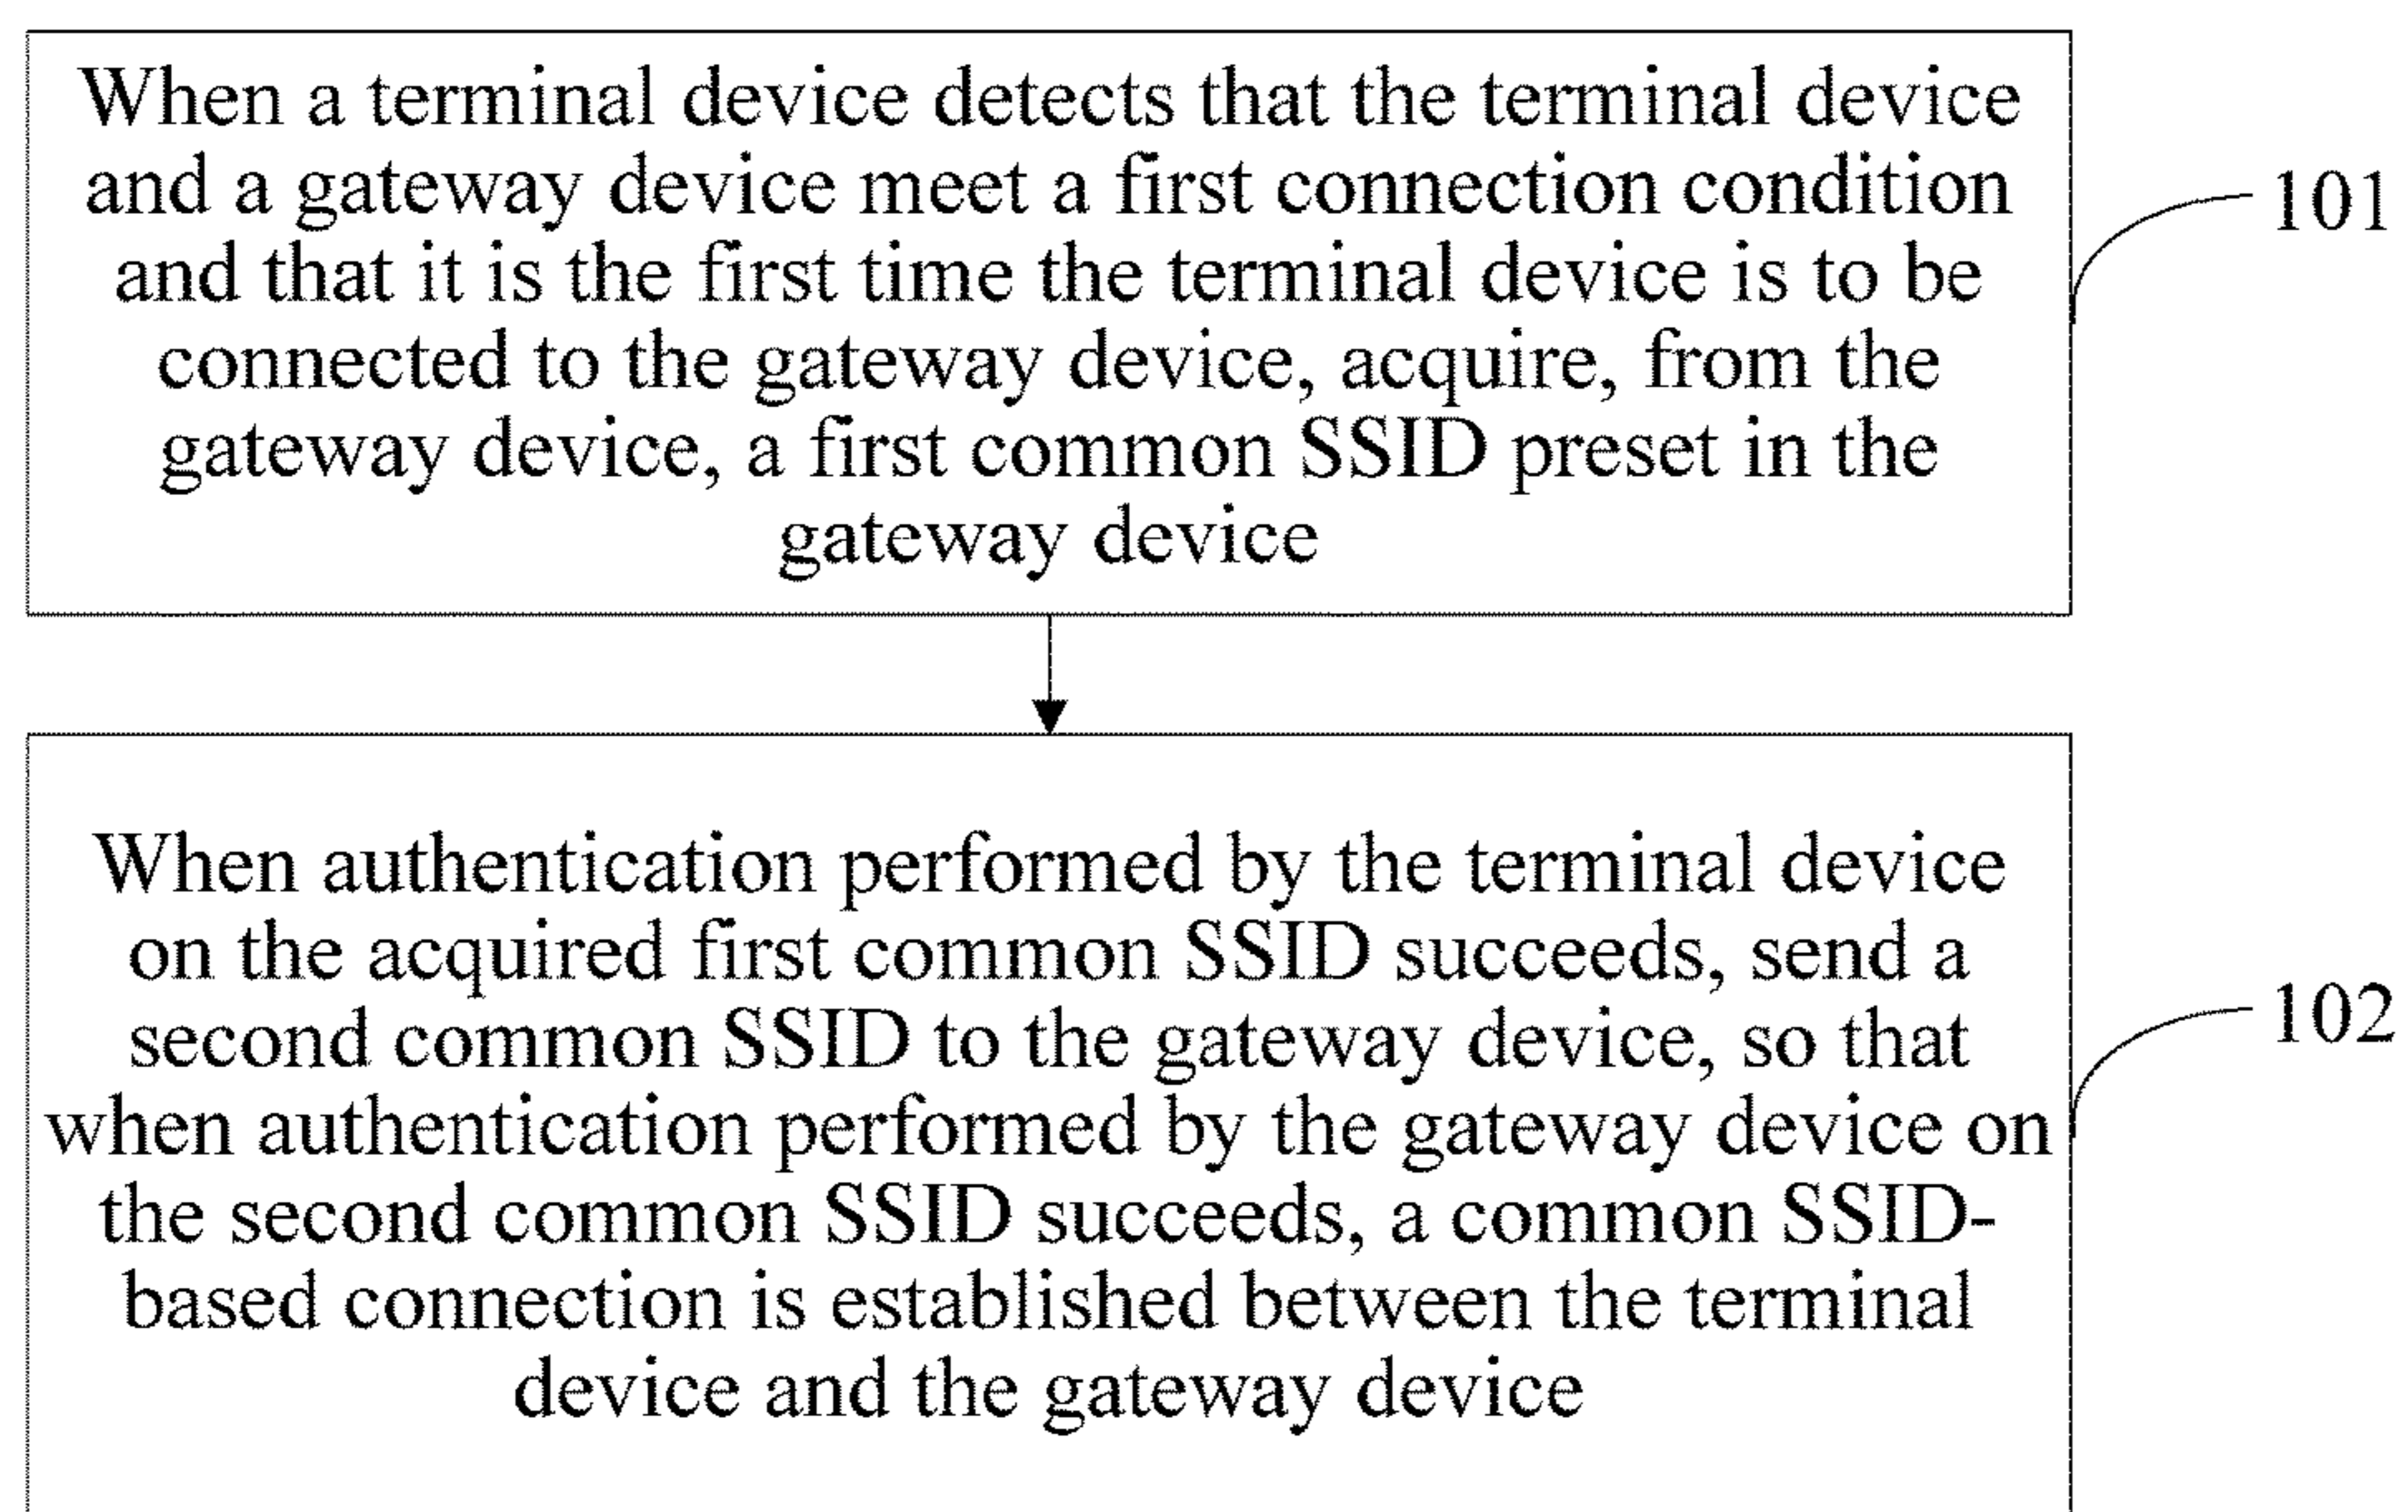 When a terminal device detects that the terminal device
and a gateway device meet a first connection condition
and that it is the first time the terminal device is to be
connected to the gateway device, acquire, from the
gateway device, a first common SSID preset in the
gateway device
101
When authentication performed by the terminal device
on the acquired first common SSID succeeds, send a
second common SSID to the gateway device, so that
when authentication performed by the gateway device on
the second common SSID succeeds, a common SSID-
based connection is established between the terminal
device and the gateway device
102